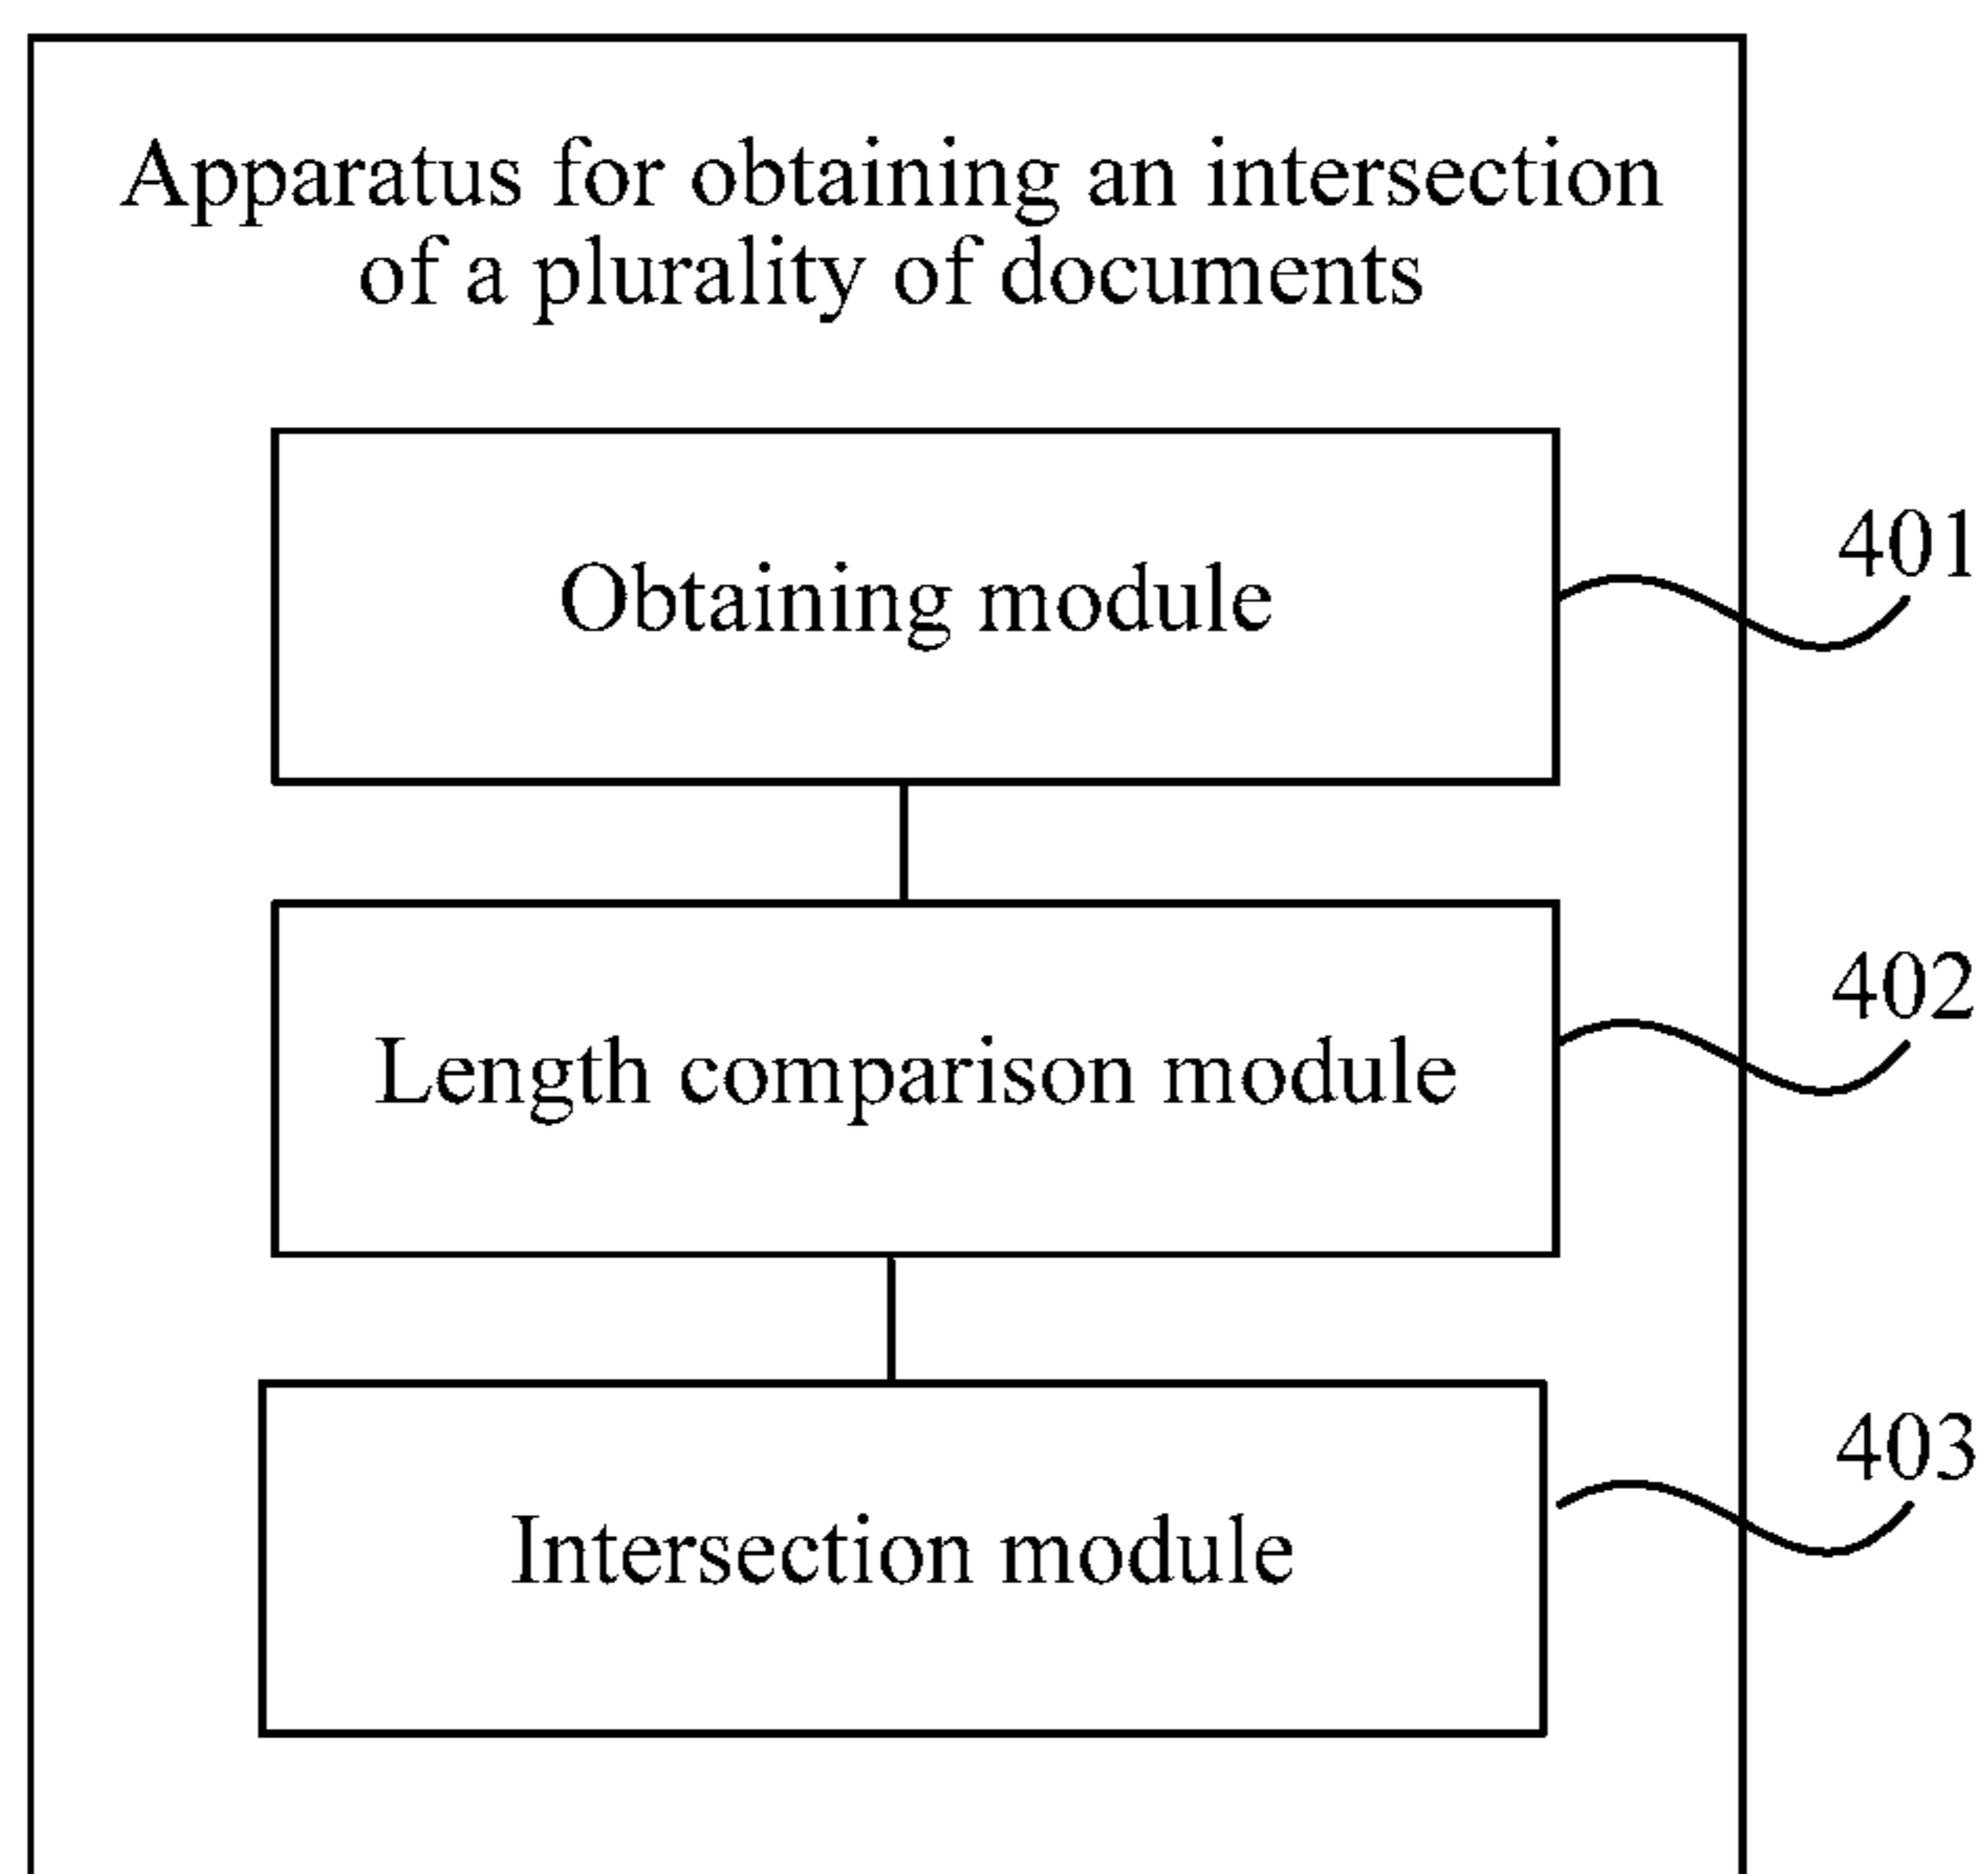 Apparatus for obtaining an intersection
of a plurality of documents
Obtaining module
401
Length comparison module
402
Intersection module
403